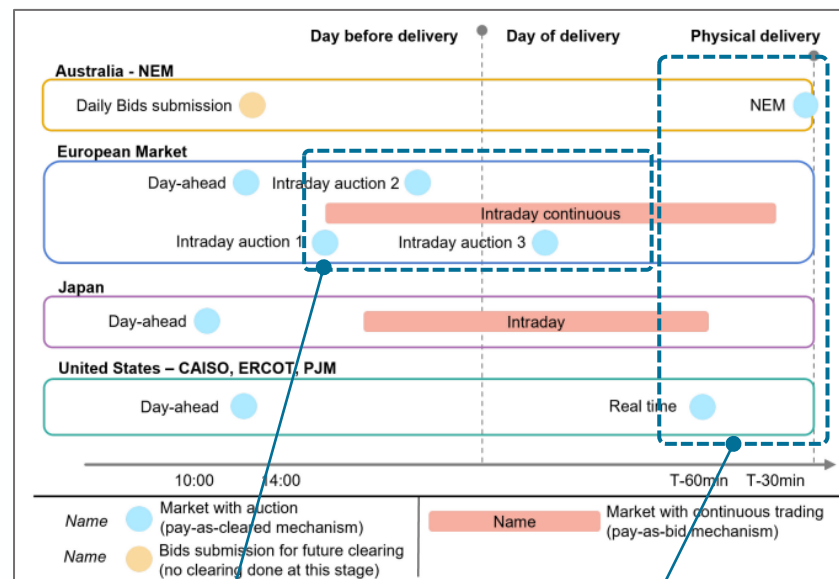 Day before delivery
Day of delivery
Physical delivery
Australia - NEM
Daily Bids submission
NEM
European Market
Day-ahead
Intraday auction 2
Intraday continuous
Intraday auction 1
Intraday auction 3
Japan
Day-ahead
Intraday
United States – CAISO, ERCOT, PJM
Day-ahead
Real time
10:00
14:00
T-60min
T-30min
Name
Market with auction
(pay-as-cleared mechanism)
Name
Bids submission for future clearing
(no clearing done at this stage)
Name
Market with continuous trading
(pay-as-bid mechanism)